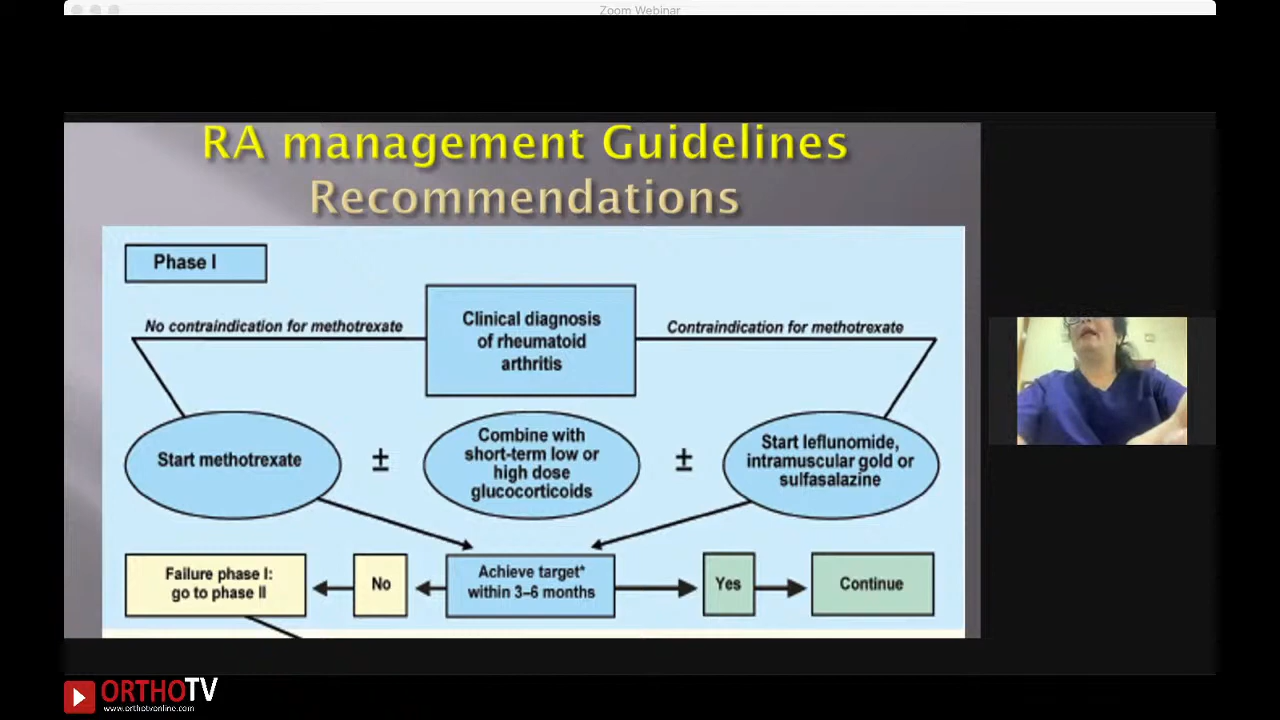 Zoom Webinar
RA management Guidelines
Recommendations
Phase I
No contraindication for methotrexate
Clinical diagnosis
of rheumatoid
arthritis
Contraindication for methotrexate
Start methotrexate
±
Combine with
short-term low or
high dose
glucocorticoids
±
Start leflunomide,
intramuscular gold or
sulfasalazine
Failure phase I:
go to phase II
No
Achieve target*
within 3–6 months
Yes
Continue
ORTHOTV
www.orthotvonline.com